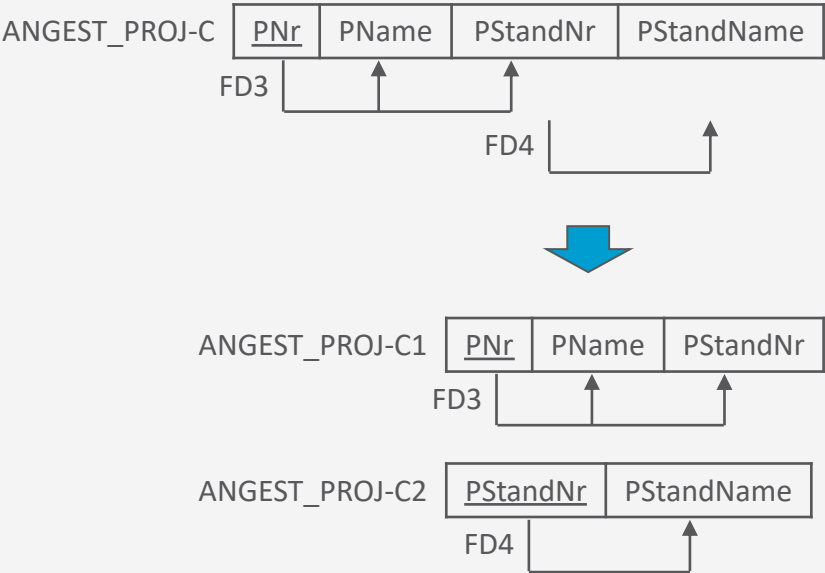 ANGEST_PROJ-C PNr PName PStandNr PStandName
FD3
FD4
ANGEST_PROJ-C1 PNr PName PStandNr
FD3
ANGEST_PROJ-C2 PStandNr PStandName
FD4